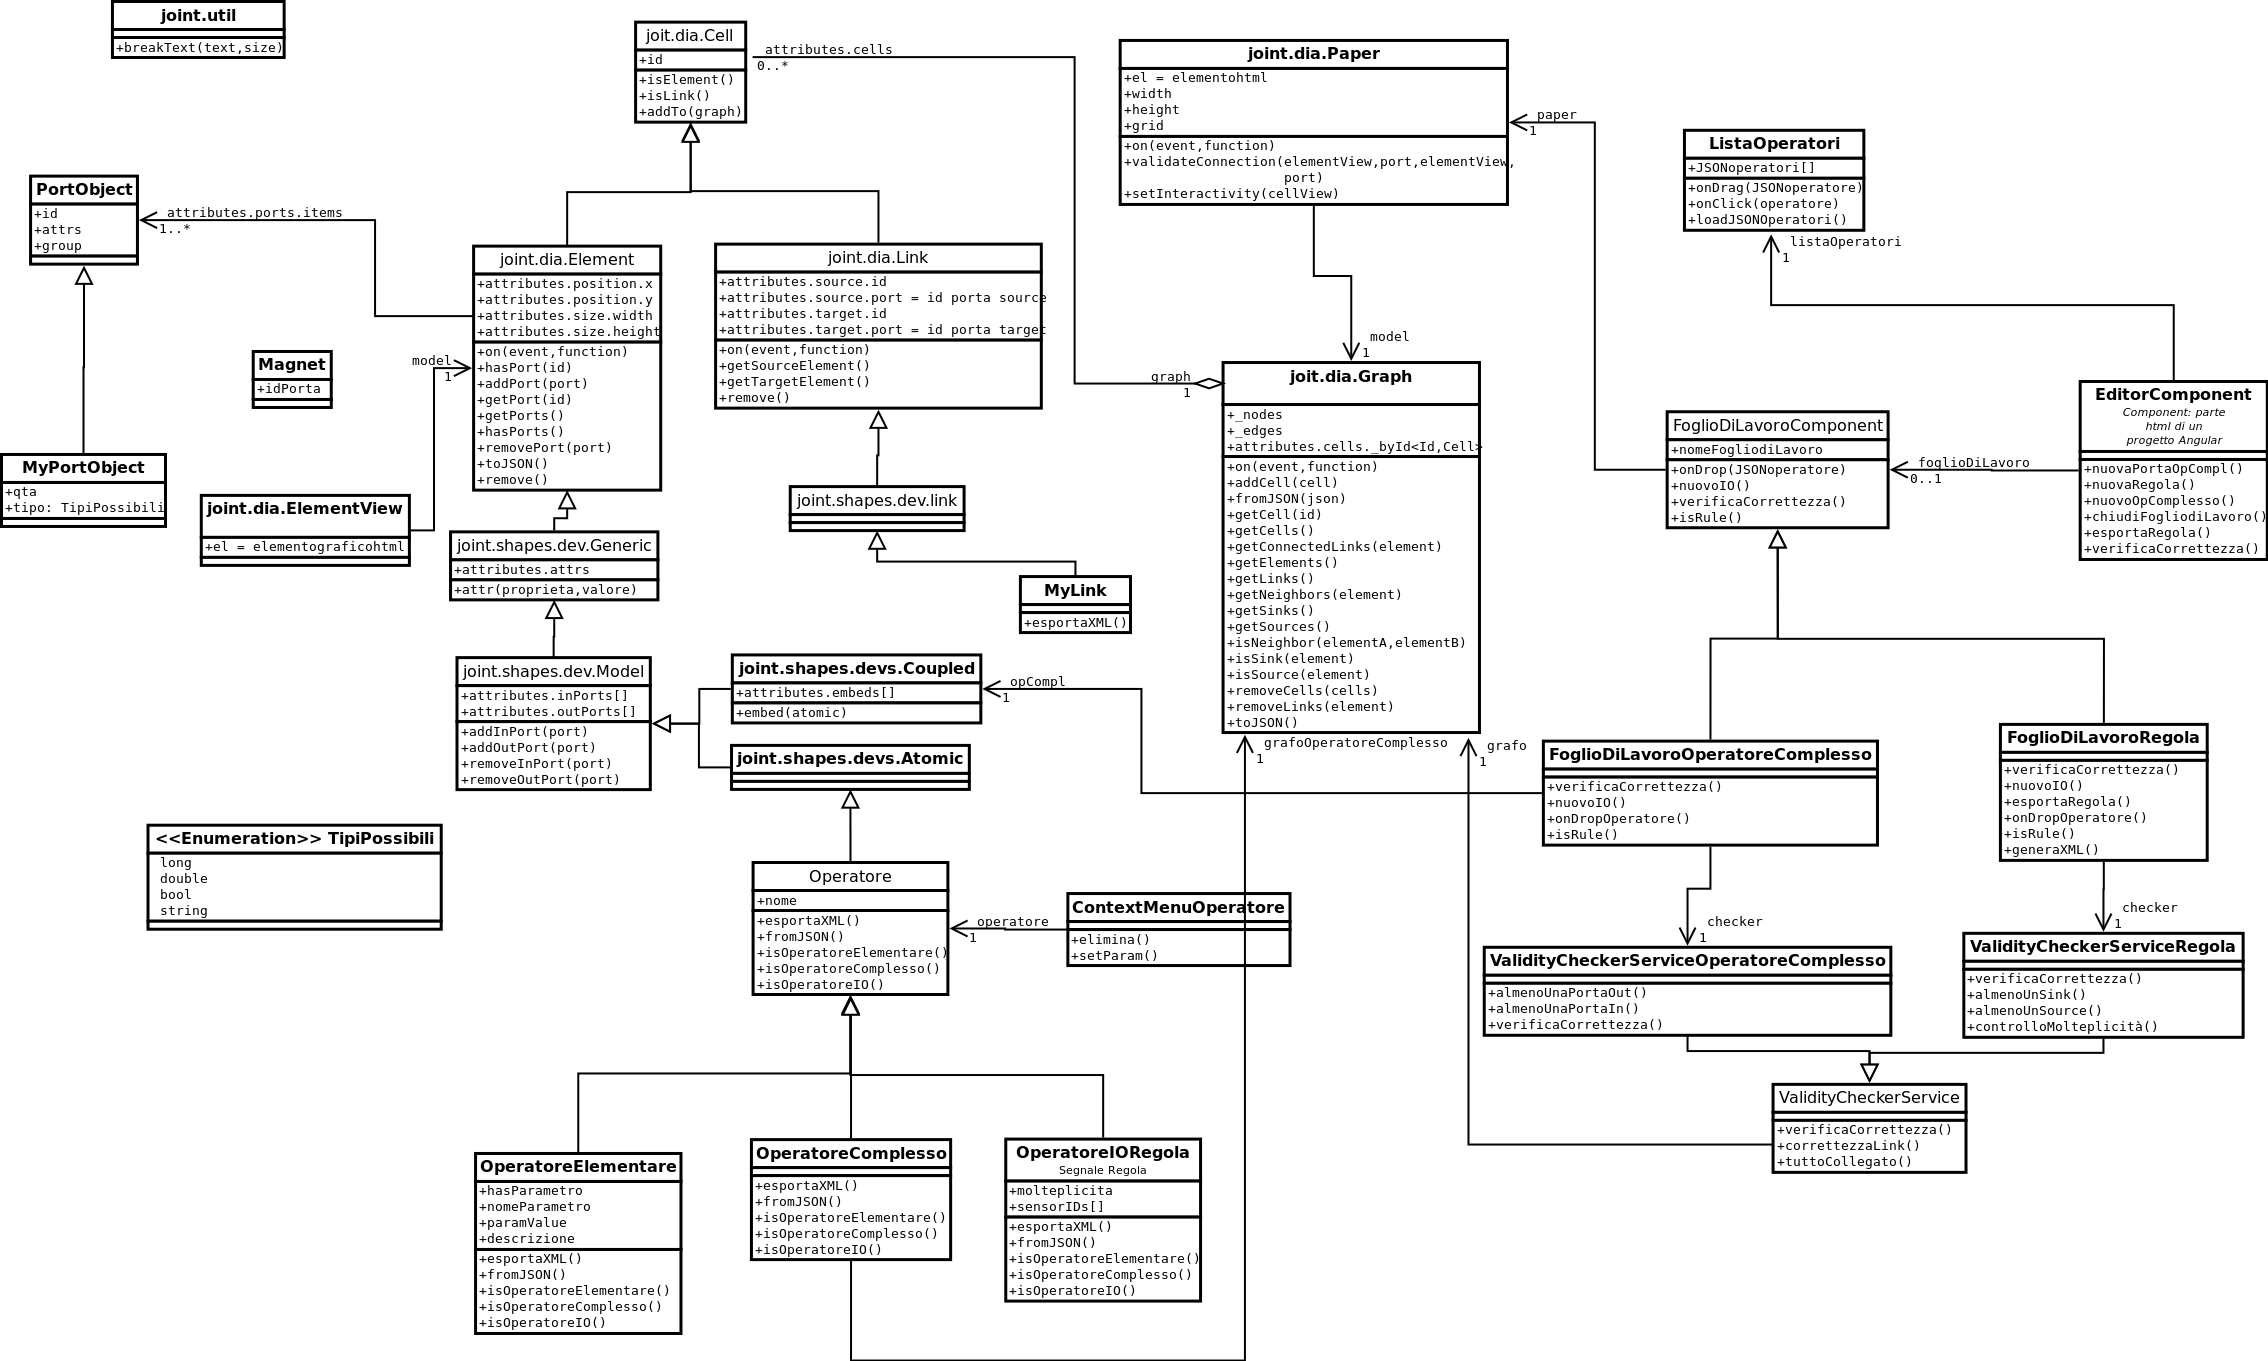 joint.util
+breakText(text,size)
joit.dia.Cell
+id
+isElement()
+isLink()
+addTo(graph)
attributes.cells
0..*
joint.dia.Paper
+el = elementohtml
+width
+height
+grid
+on(event,function)
+validateConnection(elementView,port,elementView,
port)
+setInteractivity(cellView)
paper
1
ListaOperatori
+JSONoperatori[]
+onDrag(JSONoperatore)
+onClick(operatore)
+loadJSONOperatori()
listaOperatori
1
PortObject
+id
+attrs
+group
attributes.ports.items
1..*
joint.dia.Element
+attributes.position.x
+attributes.position.y
+attributes.size.width
+attributes.size.height
+on(event,function)
+hasPort(id)
+addPort(port)
+getPort(id)
+getPorts()
+hasPorts()
+removePort(port)
+toJSON()
+remove()
joint.dia.Link
+attributes.source.id
+attributes.source.port = id porta source
+attributes.target.id
+attributes.target.port = id porta target
+on(event,function)
+getSourceElement()
+getTargetElement()
+remove()
Magnet
+idPorta
model
1
model
1
graph
1
joit.dia.Graph
+_nodes
+_edges
+attributes.cells._byId<Id,Cell>
+on(event,function)
+addCell(cell)
+fromJSON(json)
+getCell(id)
+getCells()
+getConnectedLinks(element)
+getElements()
+getLinks()
+getNeighbors(element)
+getSinks()
+getSources()
+isNeighbor(elementA,elementB)
+isSink(element)
+isSource(element)
+removeCells(cells)
+removeLinks(element)
+toJSON()
FoglioDiLavoroComponent
+nomeFogliodiLavoro
+onDrop(JSONoperatore)
+nuovoIO()
+verificaCorrettezza()
+isRule()
foglioDiLavoro
0..1
EditorComponent
Component: parte
html di un
progetto Angular
+nuovaPortaOpCompl()
+nuovaRegola()
+nuovoOpComplesso()
+chiudiFogliodiLavoro()
+esportaRegola()
+verificaCorrettezza()
MyPortObject
+qta
+tipo: TipiPossibili
joint.dia.ElementView
+el = elementograficohtml
joint.shapes.dev.Generic
+attributes.attrs
+attr(proprieta,valore)
joint.shapes.dev.link
MyLink
+esportaXML()
joint.shapes.dev.Model
+attributes.inPorts[]
+attributes.outPorts[]
+addInPort(port)
+addOutPort(port)
+removeInPort(port)
+removeOutPort(port)
joint.shapes.devs.Coupled
+attributes.embeds[]
+embed(atomic)
opCompl
1
joint.shapes.devs.Atomic
grafoOperatoreComplesso
1
grafo
1
FoglioDiLavoroOperatoreComplesso
+verificaCorrettezza()
+nuovoIO()
+onDropOperatore()
+isRule()
FoglioDiLavoroRegola
+verificaCorrettezza()
+nuovoIO()
+esportaRegola()
+onDropOperatore()
+isRule()
+generaXML()
<<Enumeration>> TipiPossibili
long
double
bool
string
Operatore
+nome
+esportaXML()
+fromJSON()
+isOperatoreElementare()
+isOperatoreComplesso()
+isOperatoreIO()
operatore
1
ContextMenuOperatore
+elimina()
+setParam()
checker
1
checker
1
ValidityCheckerServiceOperatoreComplesso
+almenoUnaPortaOut()
+almenoUnaPortaIn()
+verificaCorrettezza()
ValidityCheckerServiceRegola
+verificaCorrettezza()
+almenoUnSink()
+almenoUnSource()
+controlloMolteplicità()
ValidityCheckerService
+verificaCorrettezza()
+correttezzaLink()
+tuttoCollegato()
OperatoreElementare
+hasParametro
+nomeParametro
+paramValue
+descrizione
+esportaXML()
+fromJSON()
+isOperatoreElementare()
+isOperatoreComplesso()
+isOperatoreIO()
OperatoreComplesso
+esportaXML()
+fromJSON()
+isOperatoreElementare()
+isOperatoreComplesso()
+isOperatoreIO()
OperatoreIORegola
Segnale Regola
+molteplicita
+sensorIDs[]
+esportaXML()
+fromJSON()
+isOperatoreElementare()
+isOperatoreComplesso()
+isOperatoreIO()